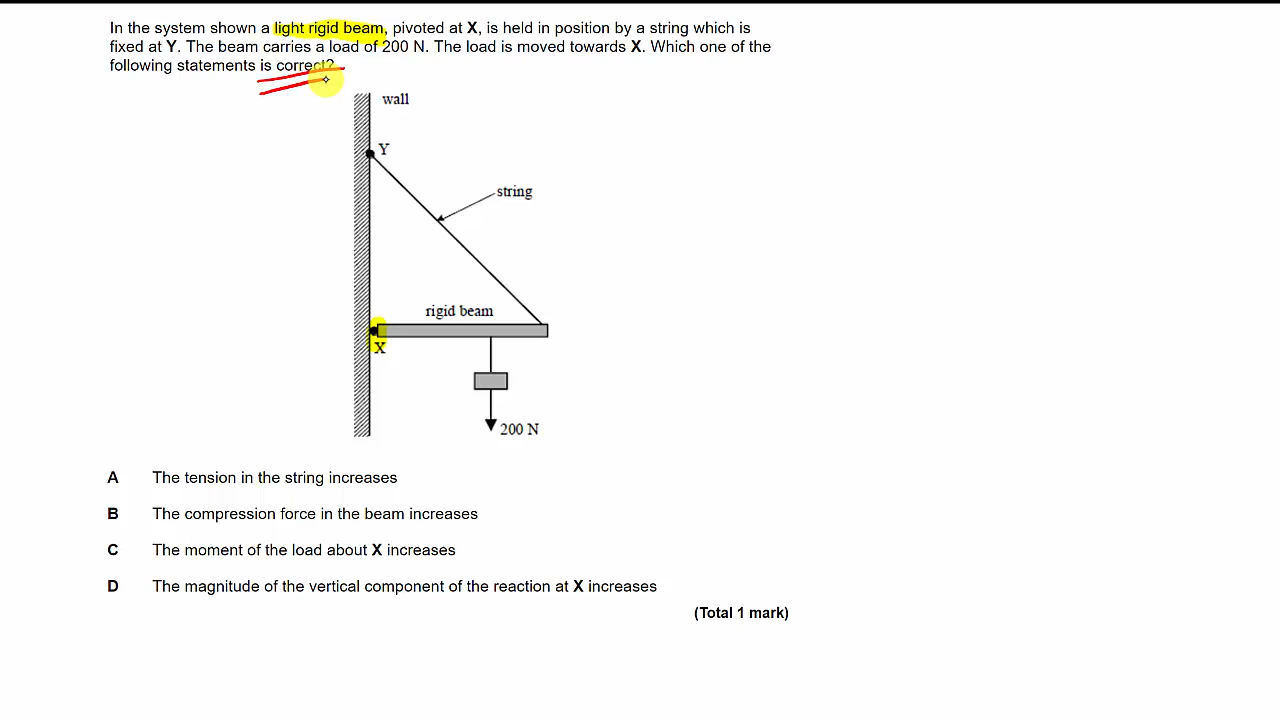 In the system shown a light rigid beam, pivoted at X, is held in position by a string which is
fixed at Y. The beam carries a load of 200 N. The load is moved towards X. Which one of the
following statements is correct?
wall
Y
string
rigid beam
X
200 N
A The tension in the string increases
B The compression force in the beam increases
C The moment of the load about X increases
D The magnitude of the vertical component of the reaction at X increases
(Total 1 mark)